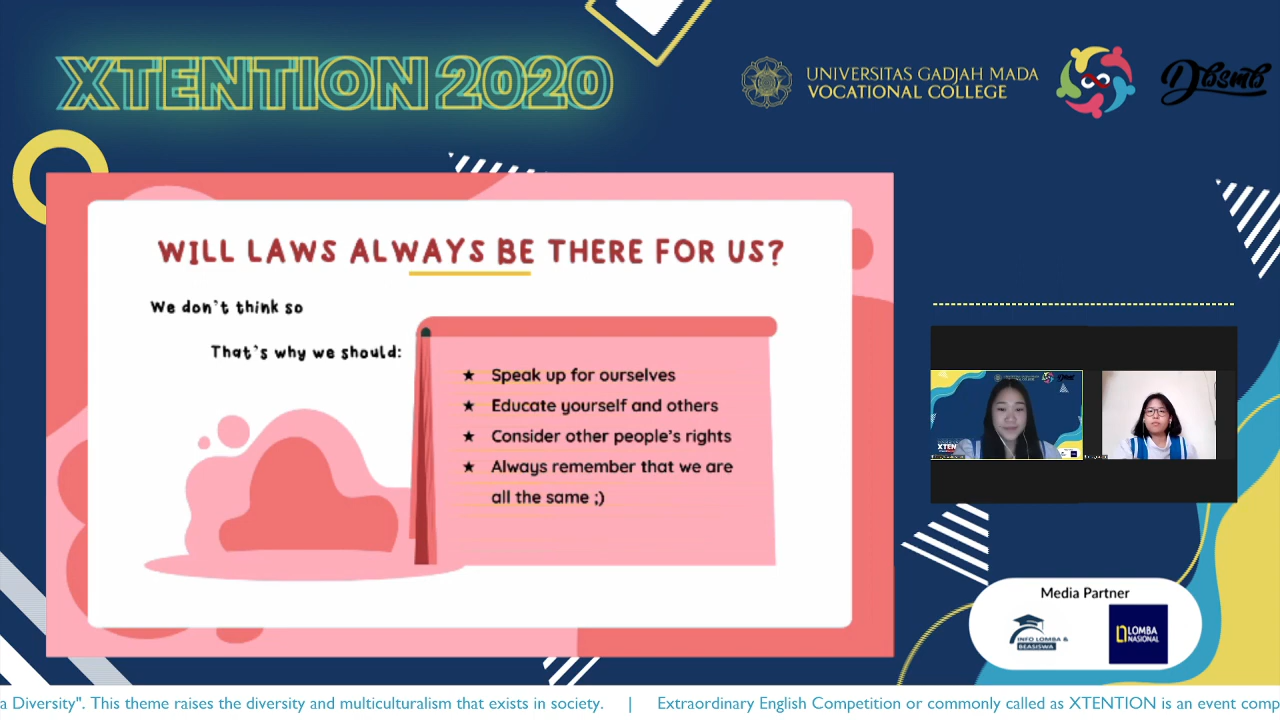 XTENTION 2020
UNIVERSITAS GADJAH MADA
VOCATIONAL COLLEGE
Dbsmb
WILL LAWS ALWAYS BE THERE FOR US?
We don't think so
That's why we should:
★ Speak up for ourselves
★ Educate yourself and others
★ Consider other people's rights
★ Always remember that we are
all the same ;)
XTEN
Media Partner
INFO LOMBA &
BEASISWA
LOMBA
NASIONAL
a Diversity". This theme raises the diversity and multiculturalism that exists in society. | Extraordinary English Competition or commonly called as XTENTION is an event comp